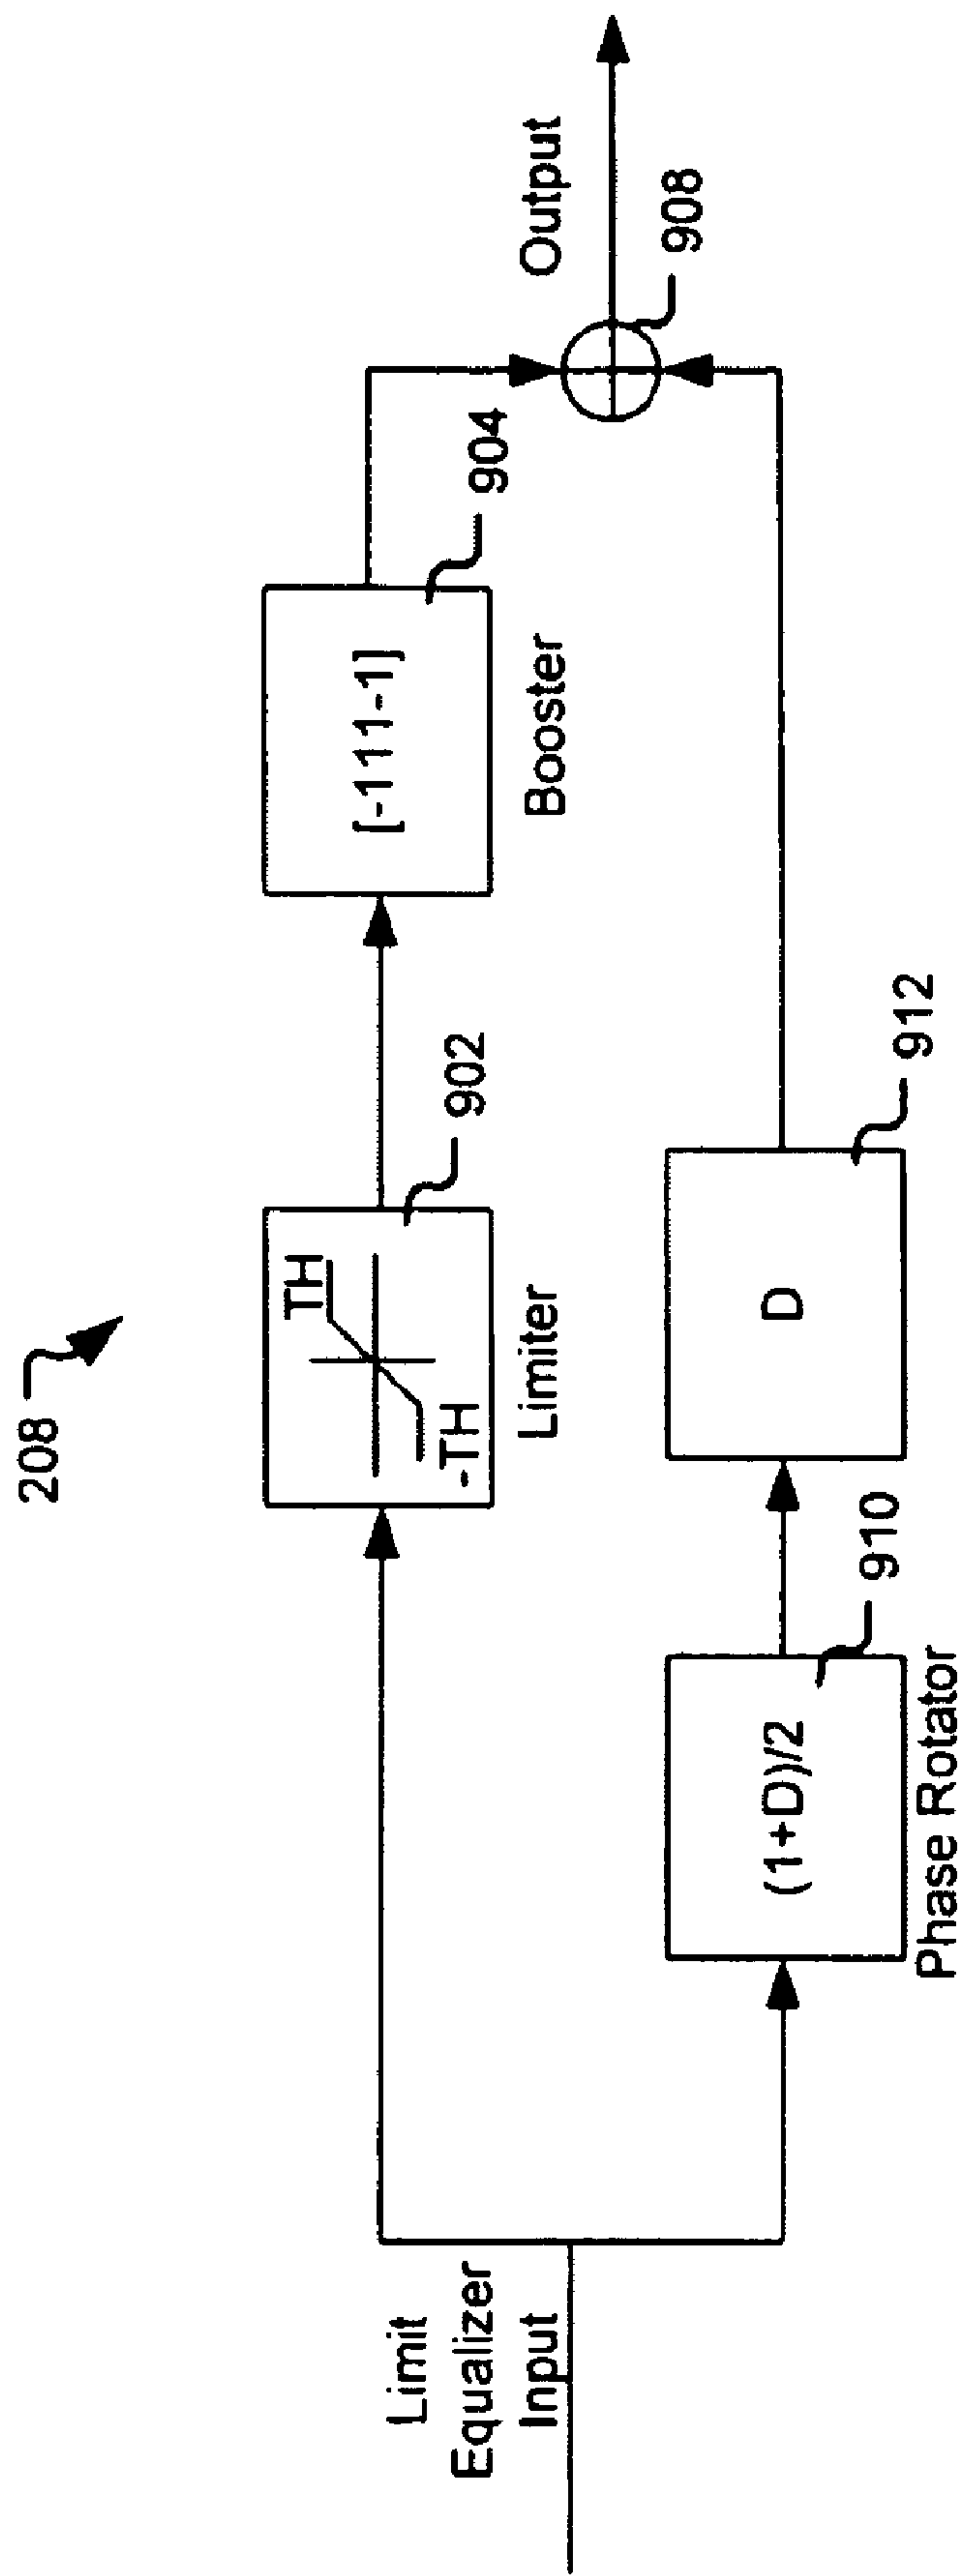 208
Limit
Equalizer
Input
TH
-TH
902
Limiter
[-111-1]
904
Booster
(1+D)/2
910
Phase Rotator
D
912
908
Output